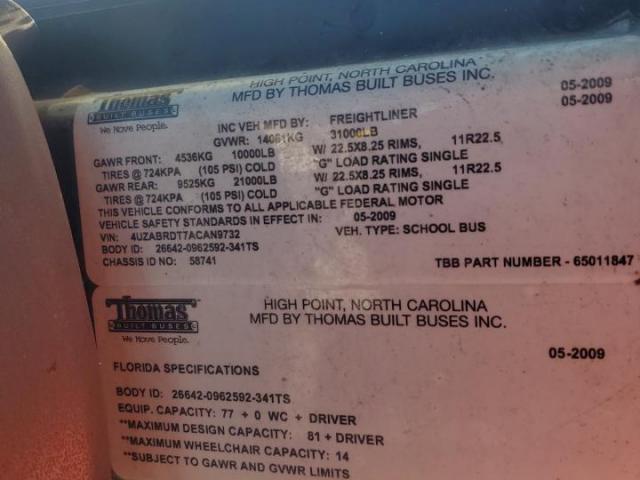 HIGH POINT, NORTH CAROLINA
Thomas
BUILT BUSES
MFD BY THOMAS BUILT BUSES INC.
05-2009
We Move People.
05-2009
INC VEH MFD BY: FREIGHTLINER
GVWR: 14061KG 31000LB
GAWR FRONT: 4536KG 10000LB W/ 22.5X8.25 RIMS, 11R22.5
TIRES @ 724KPA (105 PSI) COLD "G" LOAD RATING SINGLE
GAWR REAR: 9525KG 21000LB W/ 22.5X8.25 RIMS, 11R22.5
TIRES @ 724KPA (105 PSI) COLD "G" LOAD RATING SINGLE
THIS VEHICLE CONFORMS TO ALL APPLICABLE FEDERAL MOTOR
VEHICLE SAFETY STANDARDS IN EFFECT IN: 05-2009
VIN: 4UZABRDT7ACAN9732 VEH. TYPE: SCHOOL BUS
BODY ID: 26642-0962592-341TS
CHASSIS ID NO: 58741 TBB PART NUMBER - 65011847
Thomas
BUILT BUSES
We Move People.
HIGH POINT, NORTH CAROLINA
MFD BY THOMAS BUILT BUSES INC.
05-2009
FLORIDA SPECIFICATIONS
BODY ID: 26642-0962592-341TS
EQUIP. CAPACITY: 77 + 0 WC + DRIVER
**MAXIMUM DESIGN CAPACITY: 81 + DRIVER
**MAXIMUM WHEELCHAIR CAPACITY: 14
**SUBJECT TO GAWR AND GVWR LIMITS